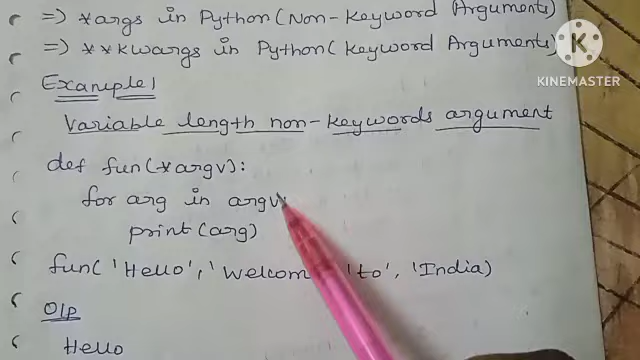 => *args in Python (Non-Keyword Arguments)
=> **kwargs in Python (Keyword Arguments)
K
KINEMASTER
Example 1
Variable length non-keywords argument
def fun(*argv):
for arg in argv
print(arg)
fun('Hello', 'Welcom 'to', 'India)
O/p
Hello